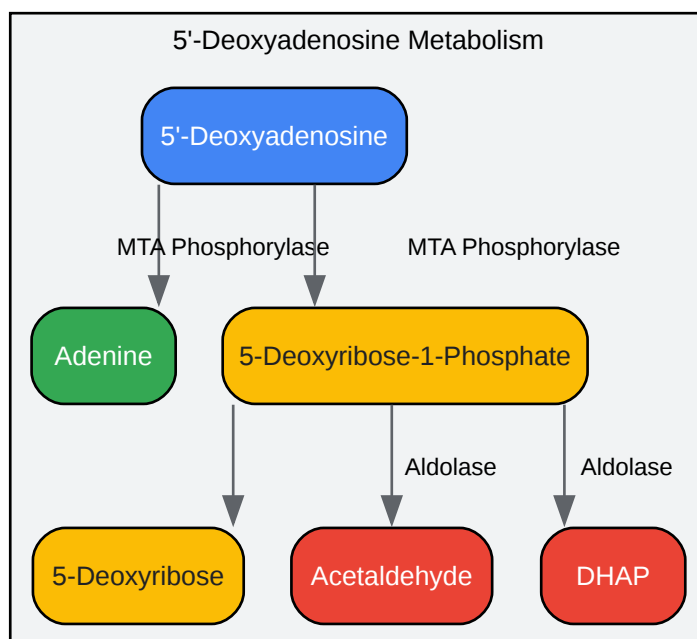 5'-Deoxyadenosine Metabolism
5'-Deoxyadenosine
MTA Phosphorylase
MTA Phosphorylase
Adenine
5-Deoxyribose-1-Phosphate
Aldolase
Aldolase
5-Deoxyribose
Acetaldehyde
DHAP